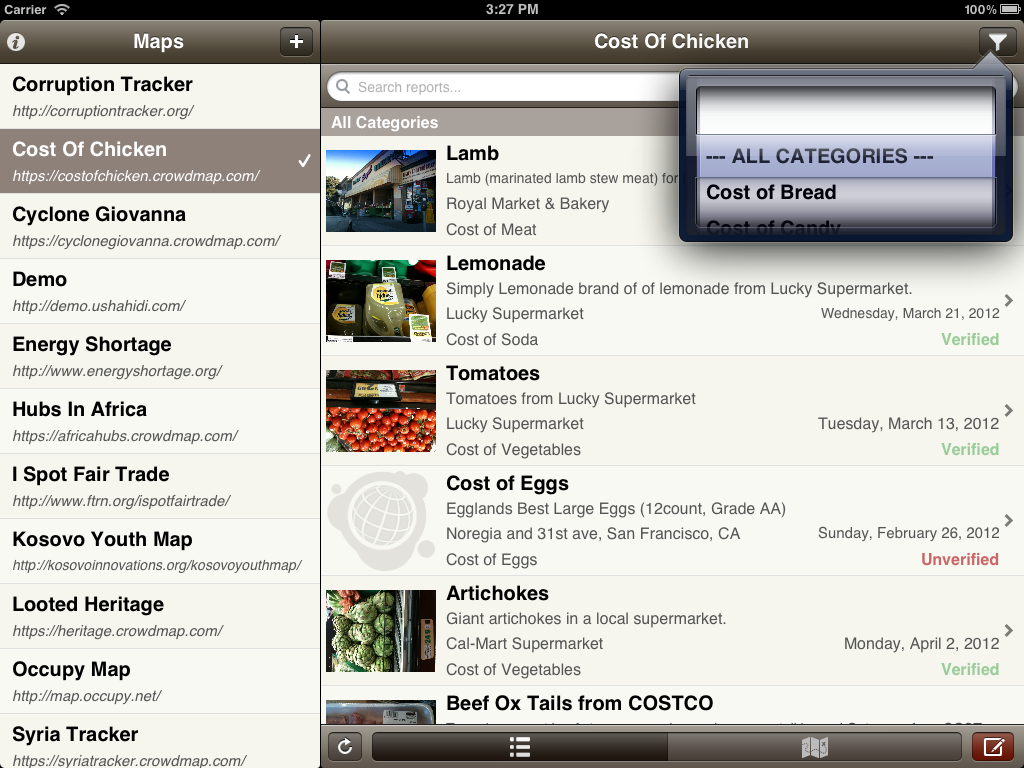 Carrier
3:27 PM
100%
Maps
+
Cost Of Chicken
Corruption Tracker
http://corruptiontracker.org/
Cost Of Chicken
https://costofchicken.crowdmap.com/
Cyclone Giovanna
https://cyclonegiovanna.crowdmap.com/
Demo
http://demo.ushahidi.com/
Energy Shortage
http://www.energyshortage.org/
Hubs In Africa
https://africahubs.crowdmap.com/
I Spot Fair Trade
http://www.ftrn.org/ispotfairtrade/
Kosovo Youth Map
http://kosovoinnovations.org/kosovoyouthmap/
Looted Heritage
https://heritage.crowdmap.com/
Occupy Map
http://map.occupy.net/
Syria Tracker
https://syriatracker.crowdmap.com/
Search reports...
All Categories
--- ALL CATEGORIES ---
Cost of Bread
Cost of Candy
Lamb
Lamb (marinated lamb stew meat) for
Royal Market & Bakery
Cost of Meat
Lemonade
Simply Lemonade brand of of lemonade from Lucky Supermarket.
Lucky Supermarket
Wednesday, March 21, 2012
Cost of Soda
Verified
Tomatoes
Tomatoes from Lucky Supermarket
Lucky Supermarket
Tuesday, March 13, 2012
Cost of Vegetables
Verified
Cost of Eggs
Egglands Best Large Eggs (12count, Grade AA)
Noregia and 31st ave, San Francisco, CA
Sunday, February 26, 2012
Cost of Eggs
Unverified
Artichokes
Giant artichokes in a local supermarket.
Cal-Mart Supermarket
Monday, April 2, 2012
Cost of Vegetables
Verified
Beef Ox Tails from COSTCO